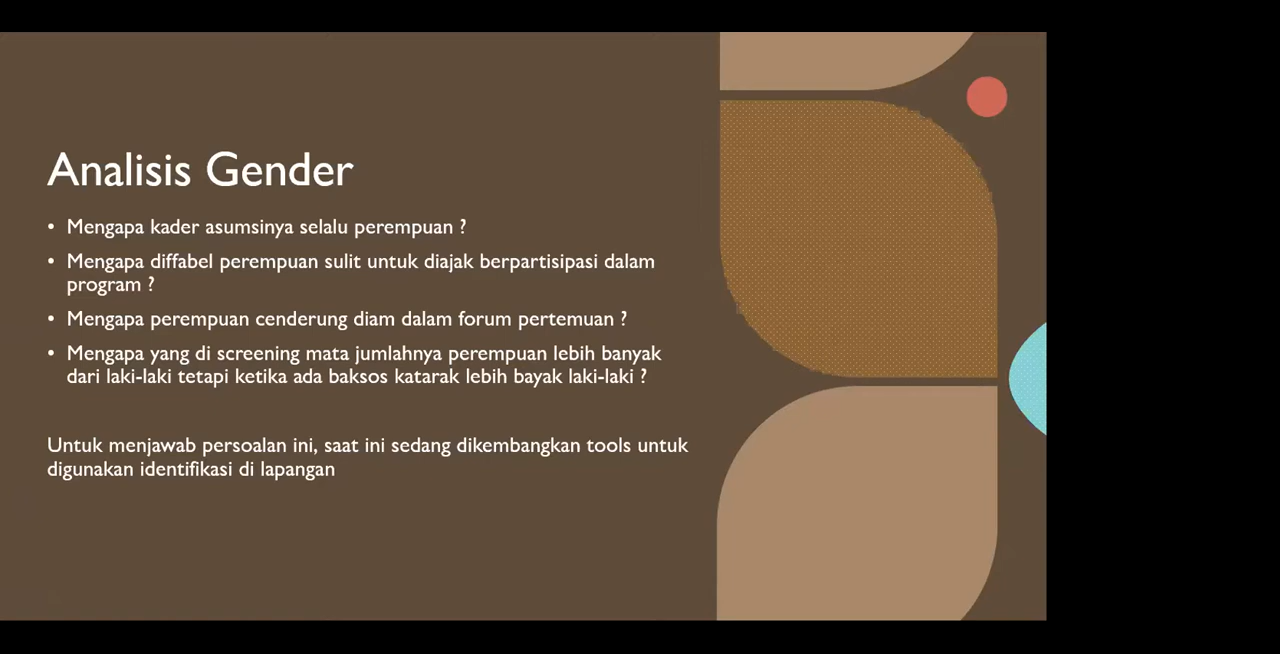 Analisis Gender
• Mengapa kader asumsinya selalu perempuan ?
• Mengapa diffabel perempuan sulit untuk diajak berpartisipasi dalam
program ?
• Mengapa perempuan cenderung diam dalam forum pertemuan ?
• Mengapa yang di screening mata jumlahnya perempuan lebih banyak
dari laki-laki tetapi ketika ada baksos katarak lebih bayak laki-laki ?
Untuk menjawab persoalan ini, saat ini sedang dikembangkan tools untuk
digunakan identifikasi di lapangan